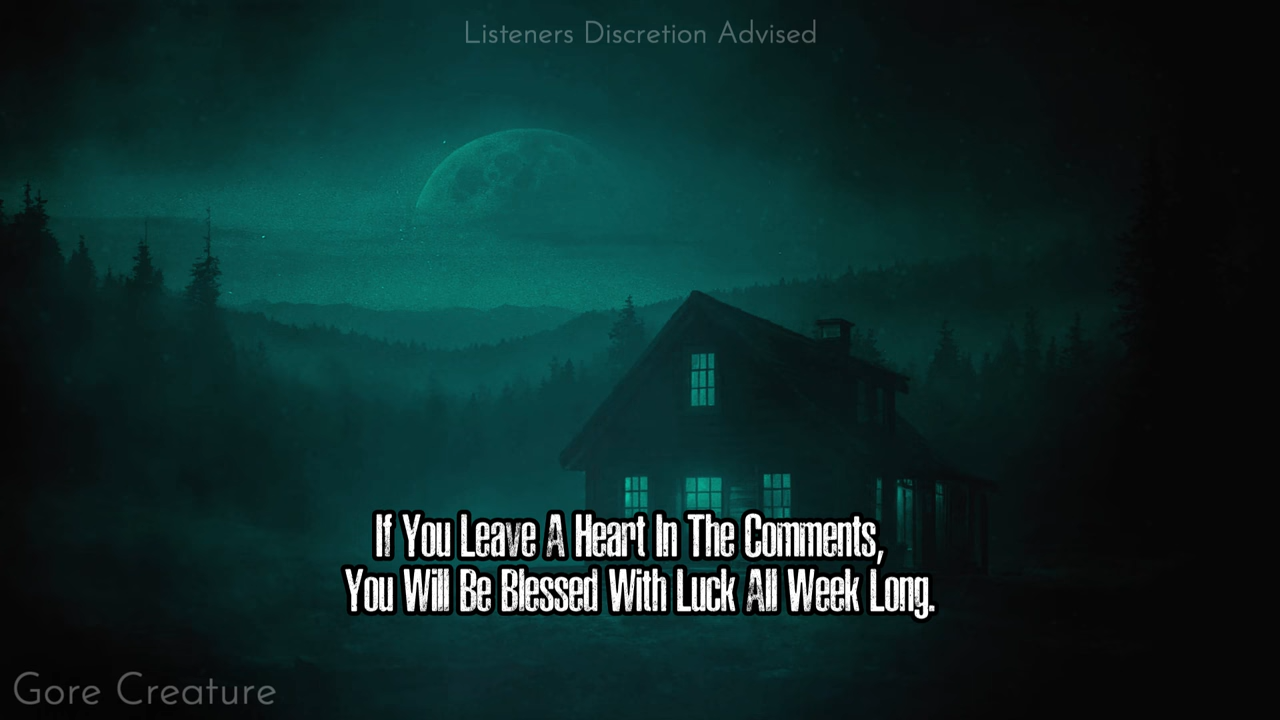 Listeners Discretion Advised
If You Leave A Heart In The Comments,
You Will Be Blessed With Luck All Week Long.
Gore Creature